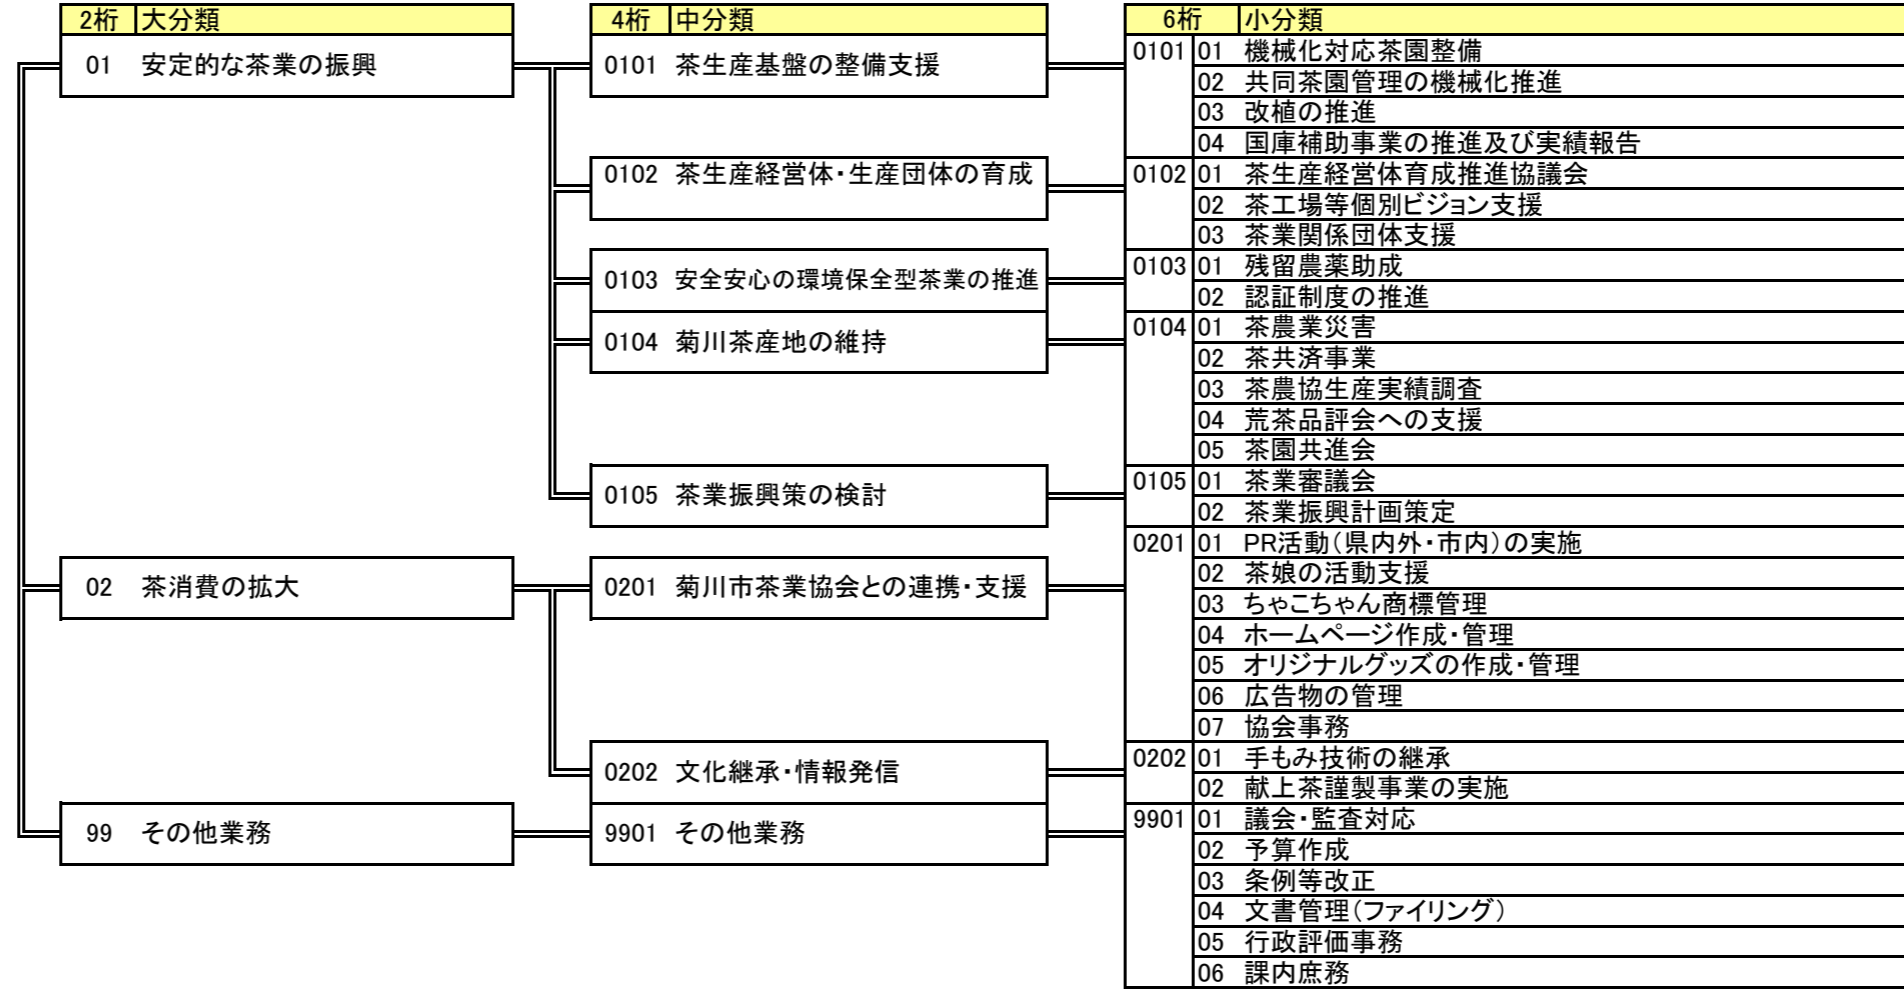 2桁 大分類 4桁 中分類 6桁 小分類
01 安定的な茶業の振興 0101 茶生産基盤の整備支援 0101 01 機械化対応茶園整備
02 共同茶園管理の機械化推進
03 改植の推進
04 国庫補助事業の推進及び実績報告
0102 茶生産経営体・生産団体の育成 0102 01 茶生産経営体育成推進協議会
02 茶工場等個別ビジョン支援
03 茶業関係団体支援
0103 安全安心の環境保全型茶業の推進 0103 01 残留農薬助成
02 認証制度の推進
0104 菊川茶産地の維持 0104 01 茶農業災害
02 茶共済事業
03 茶農協生産実績調査
04 荒茶品評会への支援
05 茶園共進会
0105 茶業振興策の検討 0105 01 茶業審議会
02 茶業振興計画策定
0201 01 PR活動（県内外・市内）の実施
02 茶消費の拡大 0201 菊川市茶業協会との連携・支援 02 茶娘の活動支援
03 ちゃこちゃん商標管理
04 ホームページ作成・管理
05 オリジナルグッズの作成・管理
06 広告物の管理
07 協会事務
0202 文化継承・情報発信 0202 01 手もみ技術の継承
02 献上茶謹製事業の実施
99 その他業務 9901 その他業務 9901 01 議会・監査対応
02 予算作成
03 条例等改正
04 文書管理（ファイリング）
05 行政評価事務
06 課内庶務